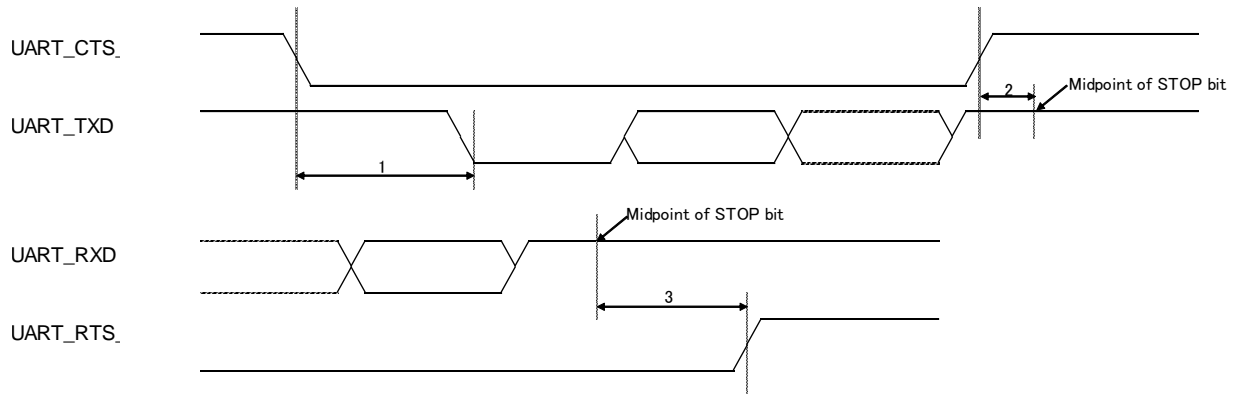 UART_CTS_
2
Midpoint of STOP bit
UART_TXD
1
Midpoint of STOP bit
UART_RXD
3
UART_RTS_